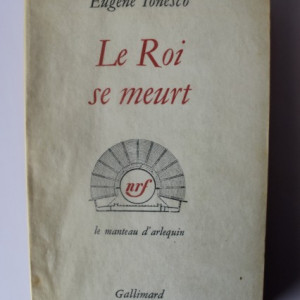 Eugène Ionesco
Le Roi
se meurt
nrf
le manteau d'arlequin
Gallimard